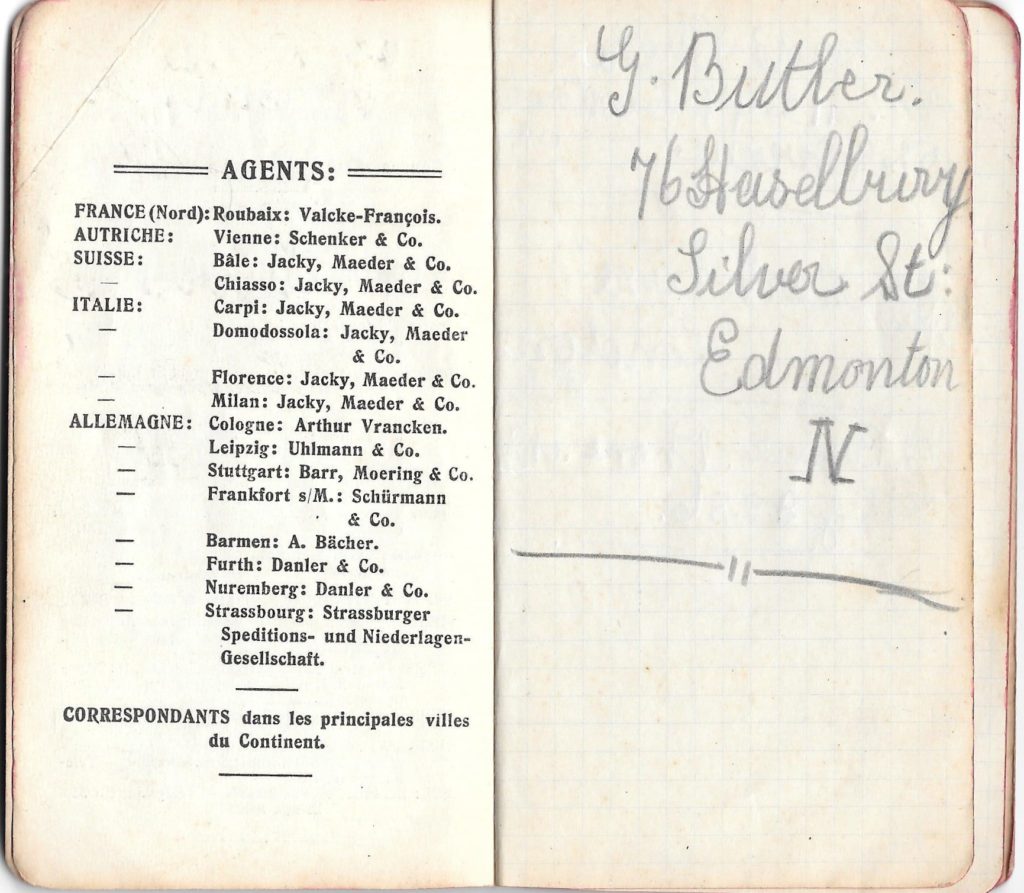 AGENTS:
FRANCE (Nord): Roubaix: Valcke-François.
AUTRICHE: Vienne: Schenker & Co.
SUISSE: Bâle: Jacky, Maeder & Co.
— Chiasso: Jacky, Maeder & Co.
ITALIE: Carpi: Jacky, Maeder & Co.
— Domodossola: Jacky, Maeder
& Co.
— Florence: Jacky, Maeder & Co.
— Milan: Jacky, Maeder & Co.
ALLEMAGNE: Cologne: Arthur Vrancken.
— Leipzig: Uhlmann & Co.
— Stuttgart: Barr, Moering & Co.
— Frankfort s/M.: Schürmann
& Co.
— Barmen: A. Bächer.
— Furth: Danler & Co.
— Nuremberg: Danler & Co.
— Strassbourg: Strassburger
Speditions- und Niederlagen-
Gesellschaft.
CORRESPONDANTS dans les principales villes
du Continent.
G. Butler.
76 Haselbury
Silver St:
Edmonton
N